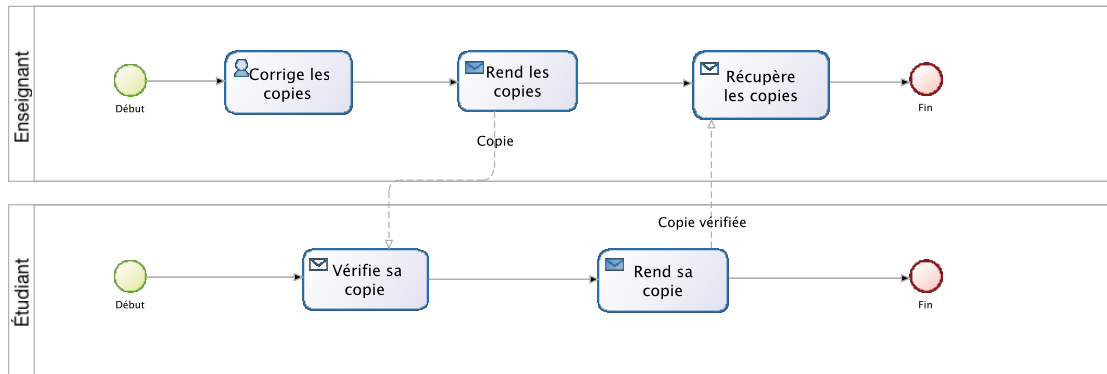 Enseignant
Début
Corrige les
copies
Rend les
copies
Récupère
les copies
Fin
Copie
Copie vérifiée
Étudiant
Début
Vérifie sa
copie
Rend sa
copie
Fin